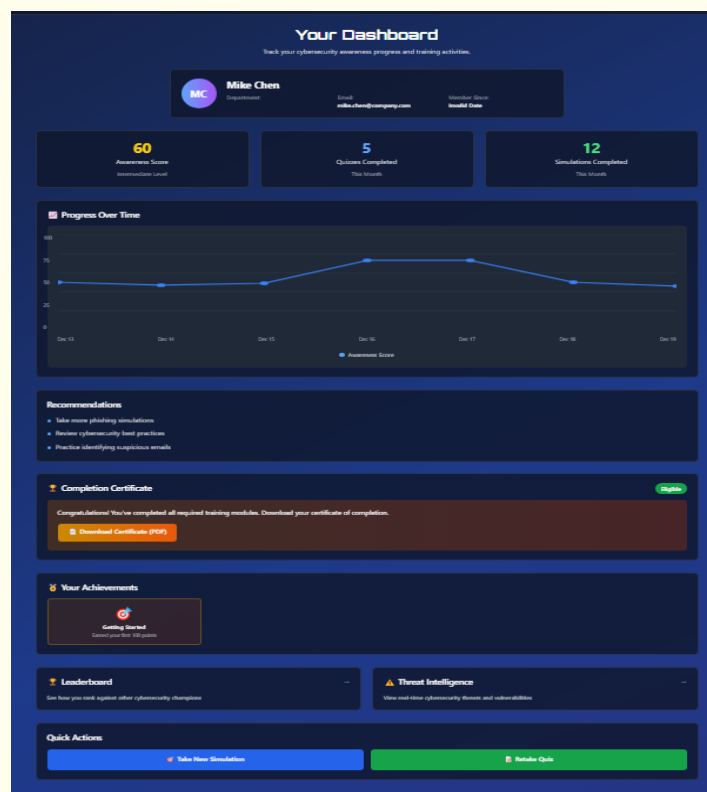 Your Dashboard
Track your cybersecurity awareness progress and training activities.
MC
Mike Chen
Department:
Email:
mike.chen@company.com
Member Since:
Invalid Date
60
Awareness Score
Intermediate Level
5
Quizzes Completed
This Month
12
Simulations Completed
This Month
Progress Over Time
100
75
50
25
0
Dec 13
Dec 14
Dec 15
Dec 16
Dec 17
Dec 18
Dec 19
Awareness Score
Recommendations
Take more phishing simulations
Review cybersecurity best practices
Practice identifying suspicious emails
Completion Certificate
Eligible
Congratulations! You've completed all required training modules. Download your certificate of completion.
Download Certificate (PDF)
Your Achievements
Getting Started
Earned your first 100 points
Leaderboard
See how you rank against other cybersecurity champions
Threat Intelligence
View real-time cybersecurity threats and vulnerabilities
Quick Actions
Take New Simulation
Retake Quiz